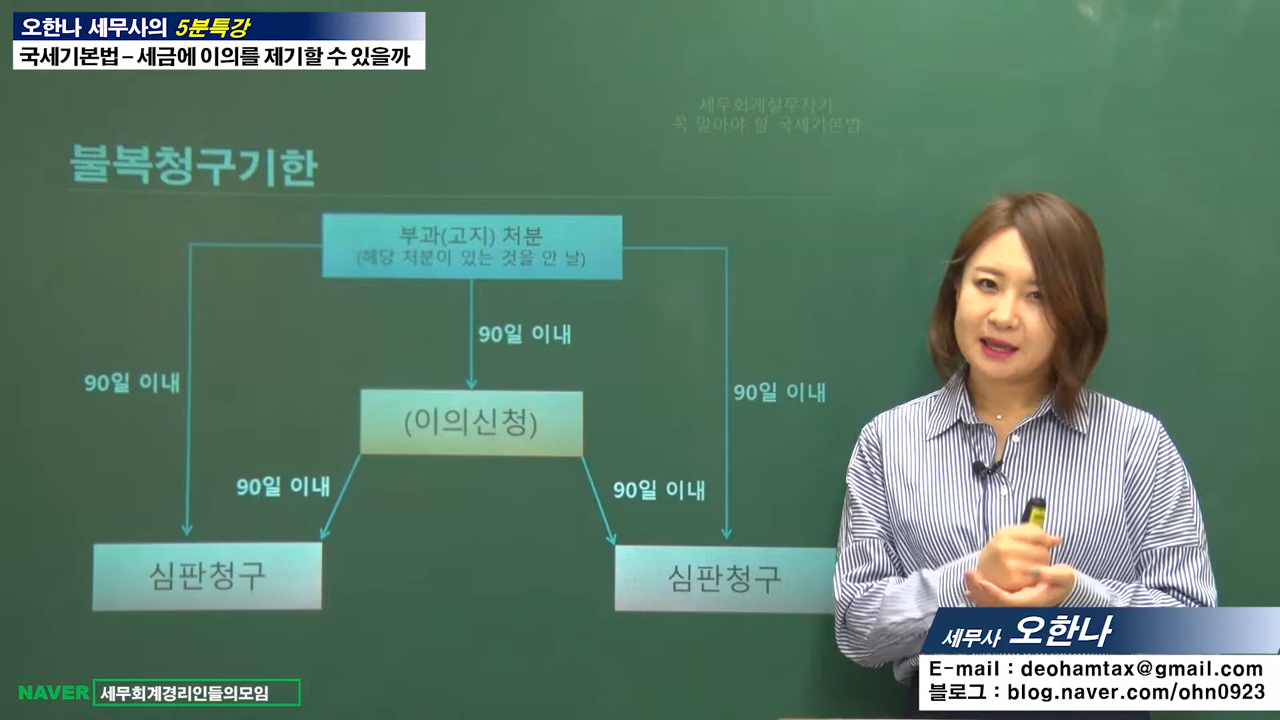 오한나 세무사의 5분특강
국세기본법 – 세금에 이의를 제기할 수 있을까
세무회계실무자가
꼭 알아야 할 국세기본법
불복청구기한
부과(고지) 처분
(해당 처분이 있는 것을 안 날)
90일 이내
90일 이내
90일 이내
(이의신청)
90일 이내
90일 이내
심판청구
심판청구
세무사 오한나
E-mail : deohamtax@gmail.com
블로그 : blog.naver.com/ohn0923
NAVER 세무회계경리인들의모임